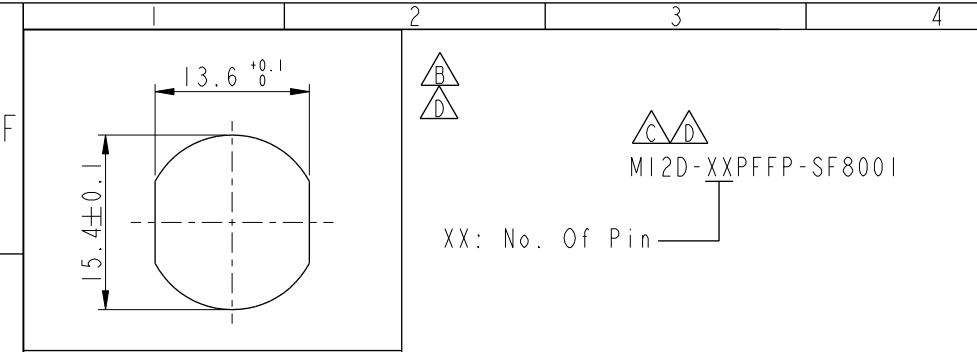 1 2 3 4
F
13.6 +0.1 0
15.4±0.1
B
D
C D
M12D-XXPFFP-SF8001
XX: No. Of Pin